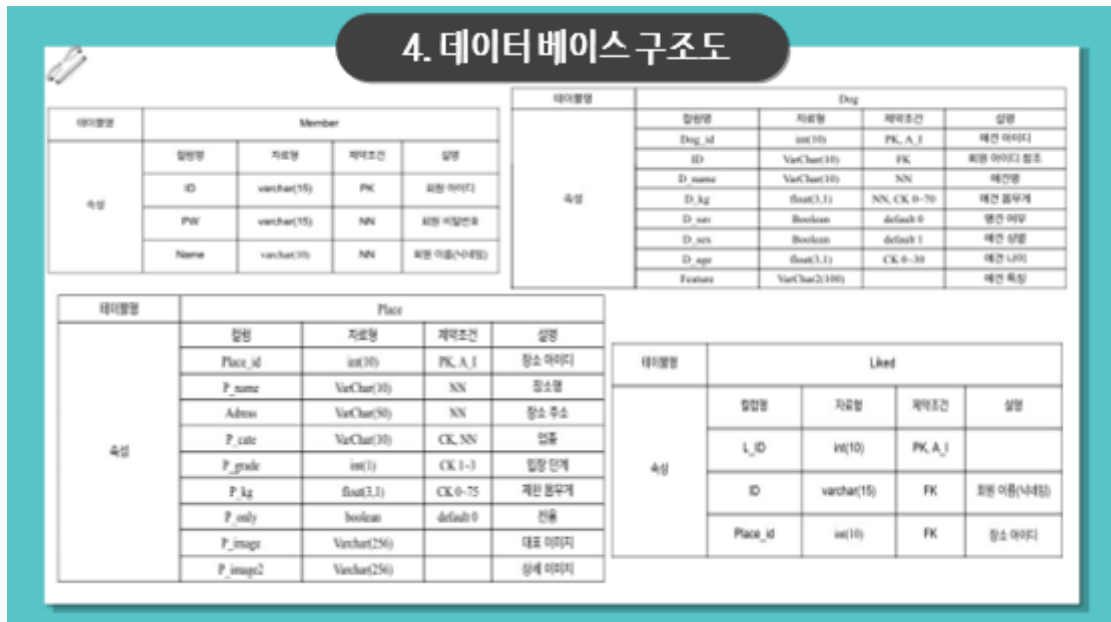 4. 데이터 베이스 구조도
테이블명 Member
속성
컬럼명 자료형 제약조건 설명
ID varchar(15) PK 회원 아이디
PW varchar(15) NN 회원 비밀번호
Name varchar(10) NN 회원 이름(닉네임)
테이블명 Dog
속성
컬럼명 자료형 제약조건 설명
Dog_id int(10) PK, A_I 애견 아이디
ID VarChar(10) FK 회원 아이디 참조
D_name VarChar(10) NN 애견명
D_kg float(3,1) NN, CK 0~70 애견 몸무게
Boolean default 0 맹견 여부
D_sex Boolean default 1 애견 성별
D_age float(3,1) CK 0~30 애견 나이
Feature VarChar2(100) 애견 특징
테이블명 Place
속성
컬럼 자료형 제약조건 설명
Place_id int(10) PK, A_I 장소 아이디
P_name VarChar(10) NN 장소명
Adress VarChar(50) NN 장소 주소
P_cate VarChar(10) CK, NN 업종
P_grade int(1) CK 1~3 입장 단계
P_kg float(3,1) CK 0~75 제한 몸무게
P_only boolean default 0 전용
P_image Varchar(256) 대표 이미지
P_image2 Varchar(256) 상세 이미지
테이블명 Liked
속성
컬럼명 자료형 제약조건 설명
L_ID int(10) PK, A_I
ID varchar(15) FK 회원 이름(닉네임)
Place_id int(10) FK 장소 아이디